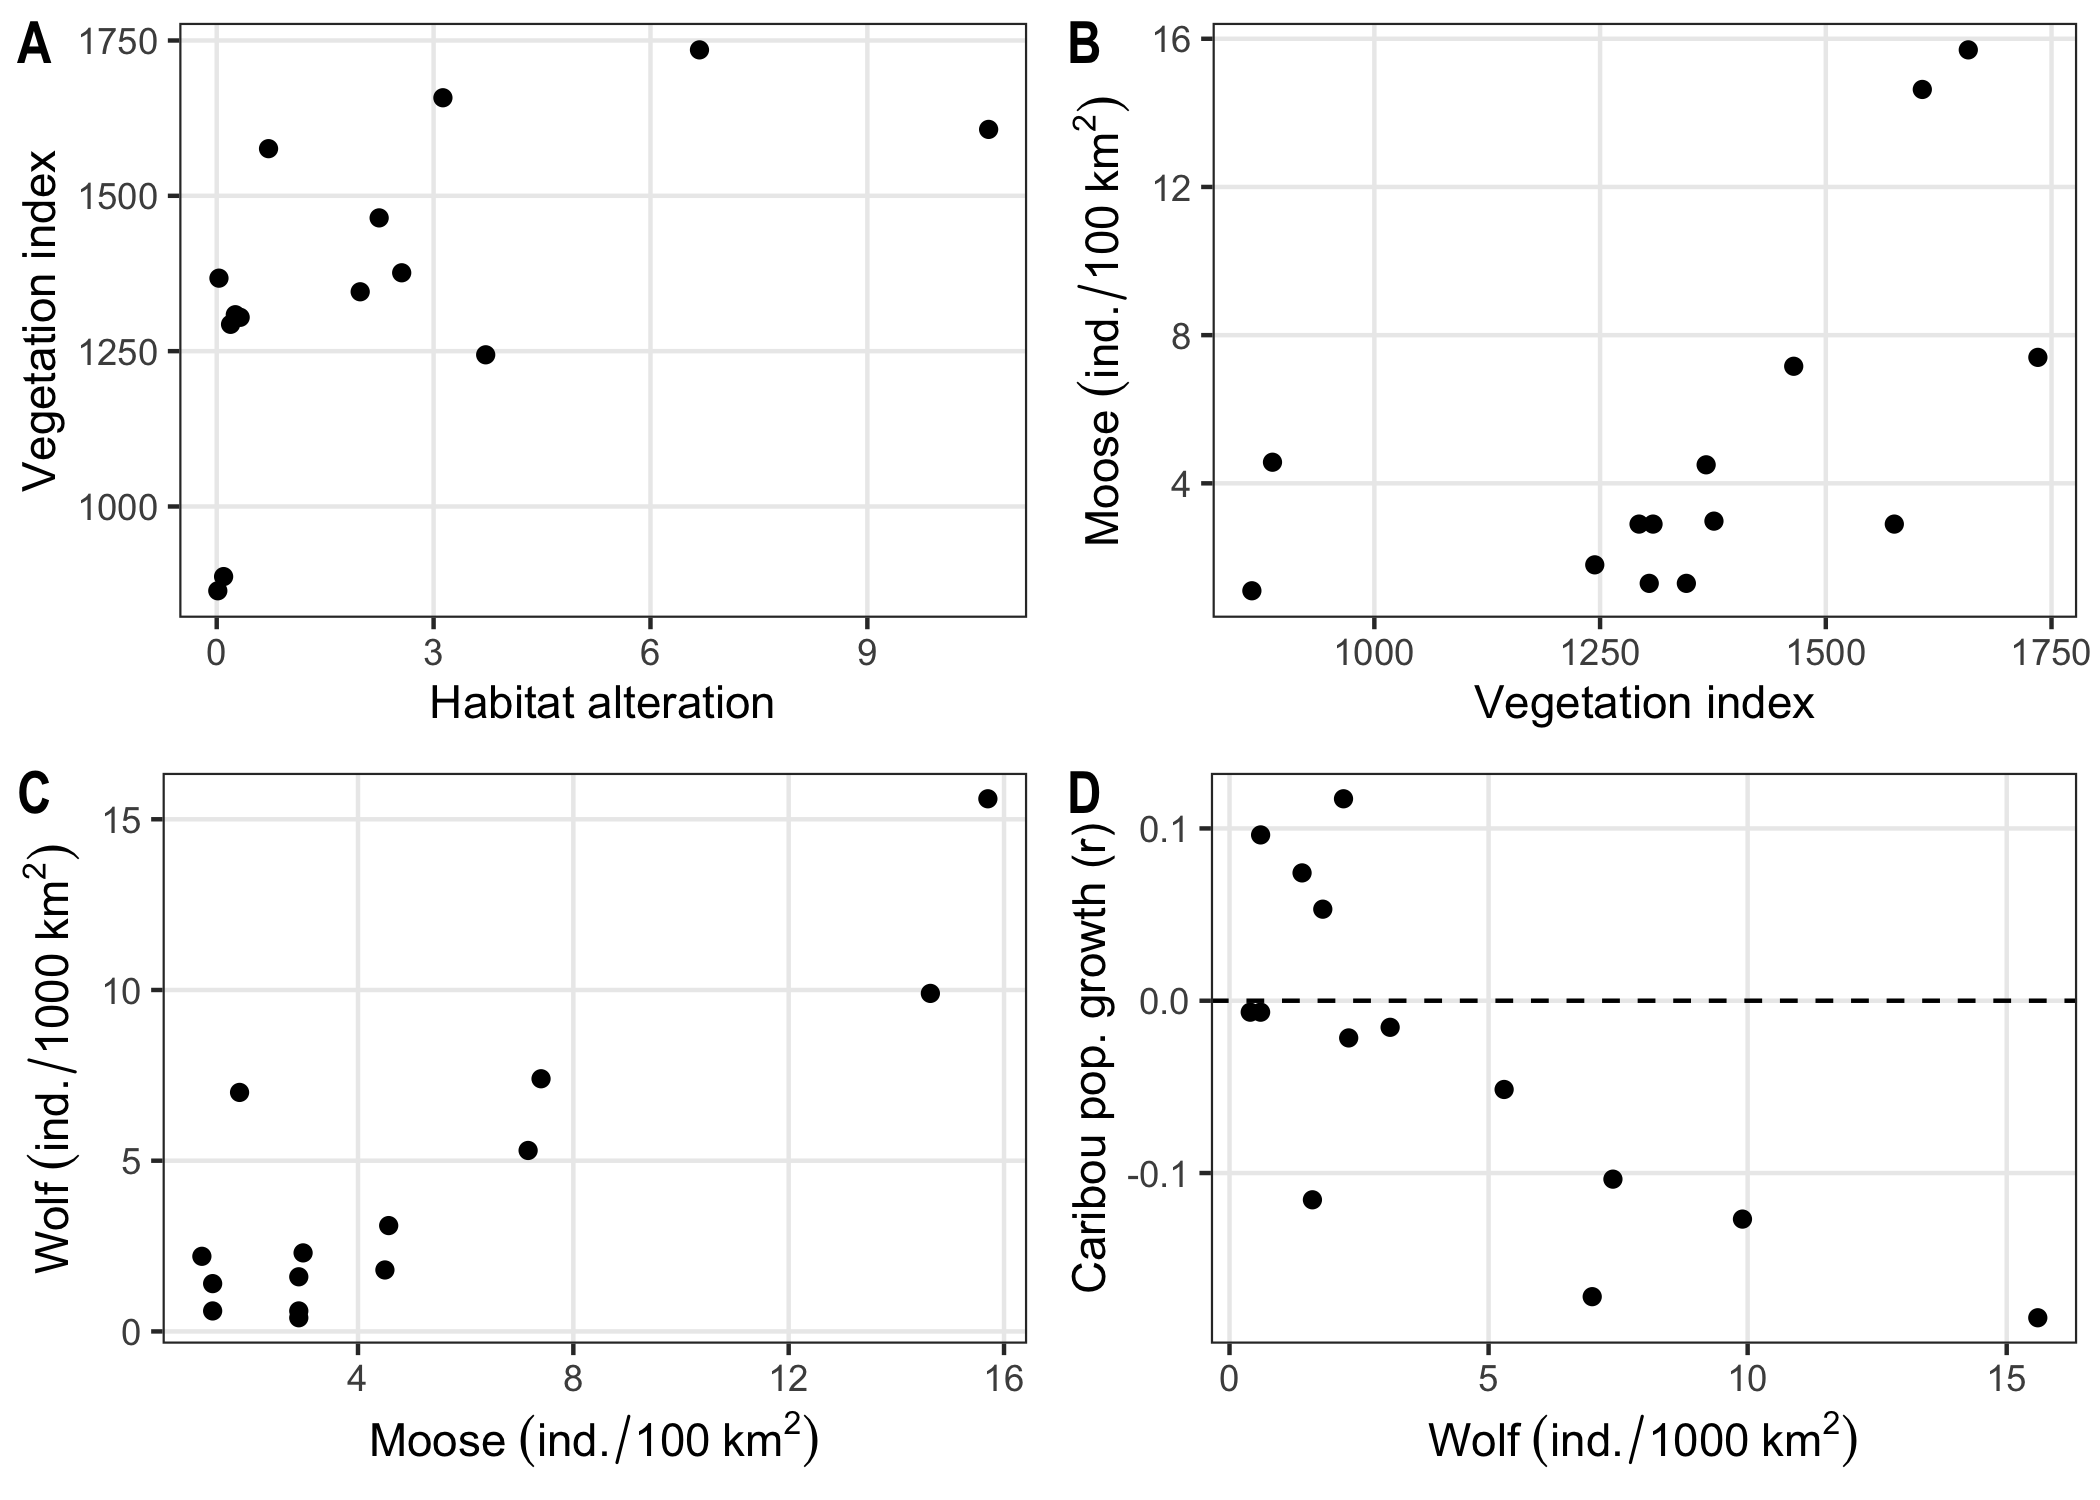 A
1750
1500
1250
1000
Vegetation index
0 3 6 9
Habitat alteration
B
16
12
8
4
Moose (ind./100 km²)
1000 1250 1500 1750
Vegetation index
C
15
10
5
0
Wolf (ind./1000 km²)
4 8 12 16
Moose (ind./100 km²)
D
0.1
0.0
-0.1
Caribou pop. growth (r)
0 5 10 15
Wolf (ind./1000 km²)